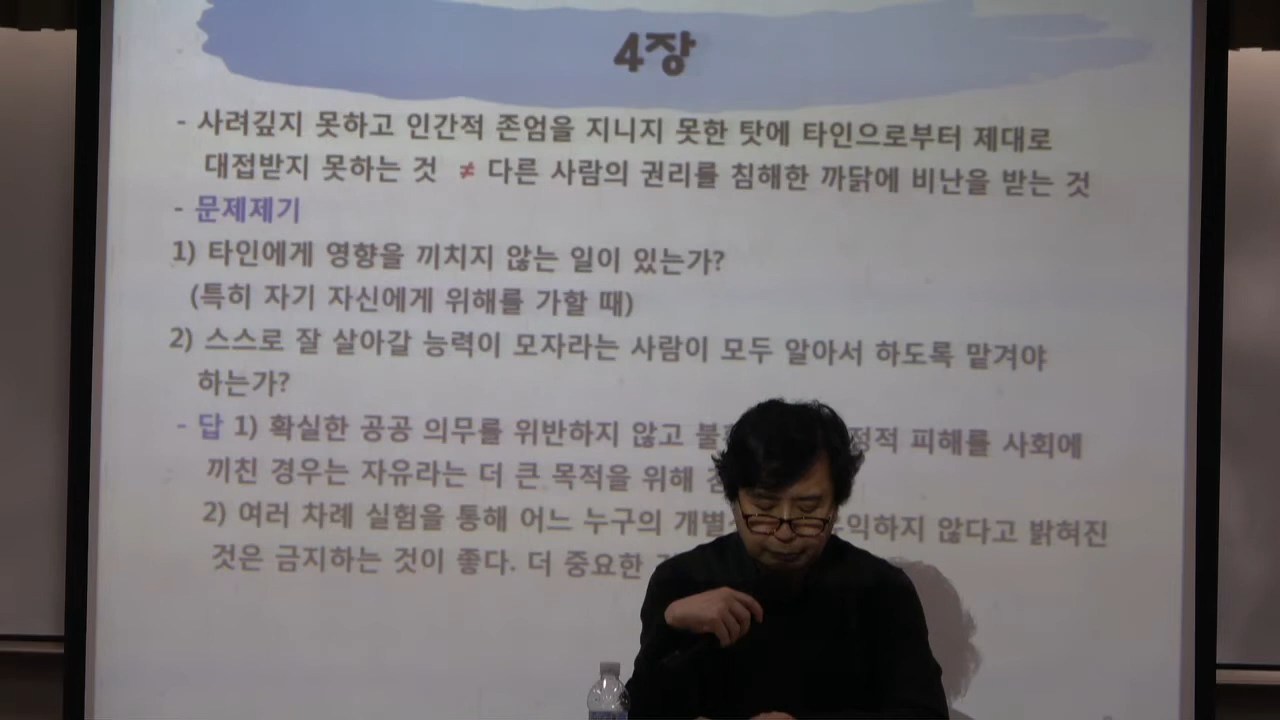 4장
- 사려깊지 못하고 인간적 존엄을 지니지 못한 탓에 타인으로부터 제대로
대접받지 못하는 것 ≠ 다른 사람의 권리를 침해한 까닭에 비난을 받는 것
- 문제제기
1) 타인에게 영향을 끼치지 않는 일이 있는가?
(특히 자기 자신에게 위해를 가할 때)
2) 스스로 잘 살아갈 능력이 모자라는 사람이 모두 알아서 하도록 맡겨야
하는가?
- 답 1) 확실한 공공 의무를 위반하지 않고 피해를 사회에
끼친 경우는 자유라는 더 큰 목적을 위해
2) 여러 차례 실험을 통해 어느 누구의 않다고 밝혀진
것은 금지하는 것이 좋다. 더 중요한